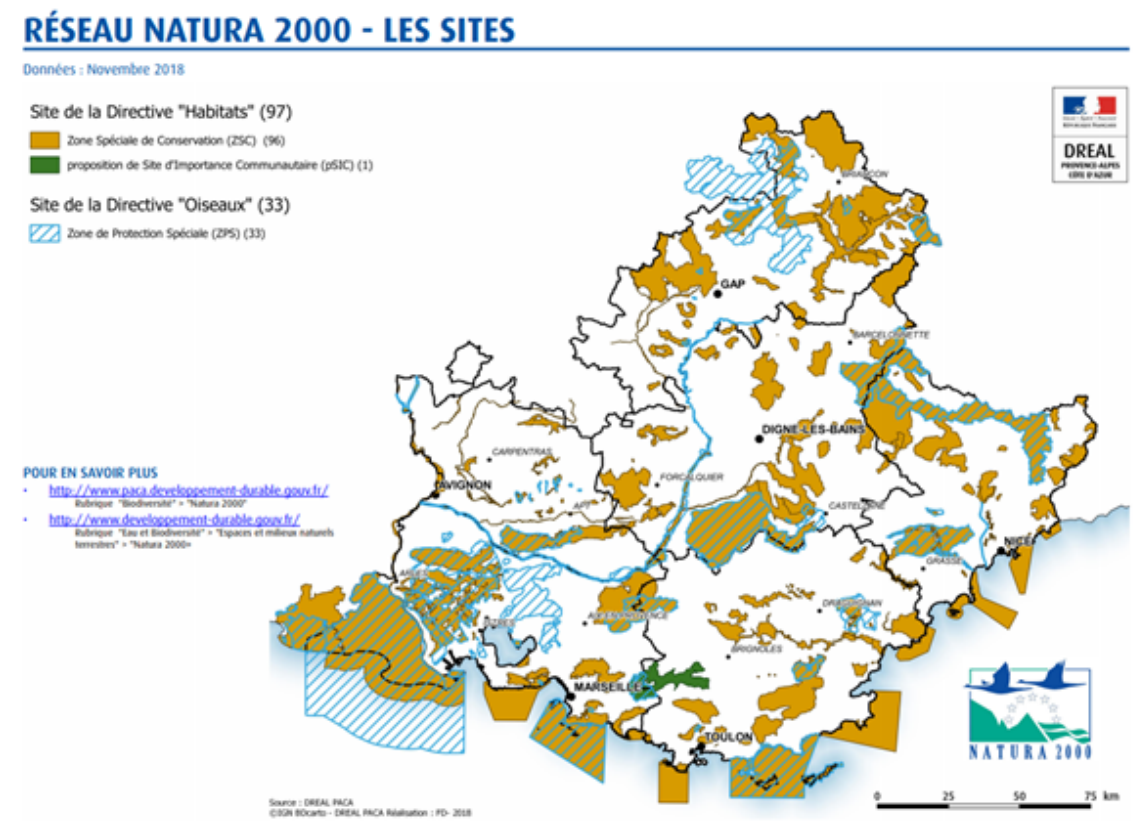 RÉSEAU NATURA 2000 - LES SITES
Données : Novembre 2018
Site de la Directive "Habitats" (97)
Zone Spéciale de Conservation (ZSC) (96)
proposition de Site d'Importance Communautaire (pSIC) (1)
Site de la Directive "Oiseaux" (33)
Zone de Protection Spéciale (ZPS) (33)
DREAL
PROVENCE-ALPES
CÔTE D'AZUR
BRIANCON
GAP
BARCELONNETTE
DIGNE-LES-BAINS
CARPENTRAS
FORCALQUIER
AVIGNON
APT
CASTELLANE
NICE
GRASSE
ARLES
ISTRES
AIX-EN-PROVENCE
DRAGUIGNAN
BRIGNOLES
MARSEILLE
TOULON
POUR EN SAVOIR PLUS
http://www.paca.developpement-durable.gouv.fr/
Rubrique "Biodiversité" > "Natura 2000"
http://www.developpement-durable.gouv.fr/
Rubrique "Eau et Biodiversité" > "Espaces et milieux naturels
terrestres" > "Natura 2000»
NATURA 2000
Source : DREAL PACA
©IGN BDcarto - DREAL PACA Réalisation : FD- 2018
0 25 50 75 km